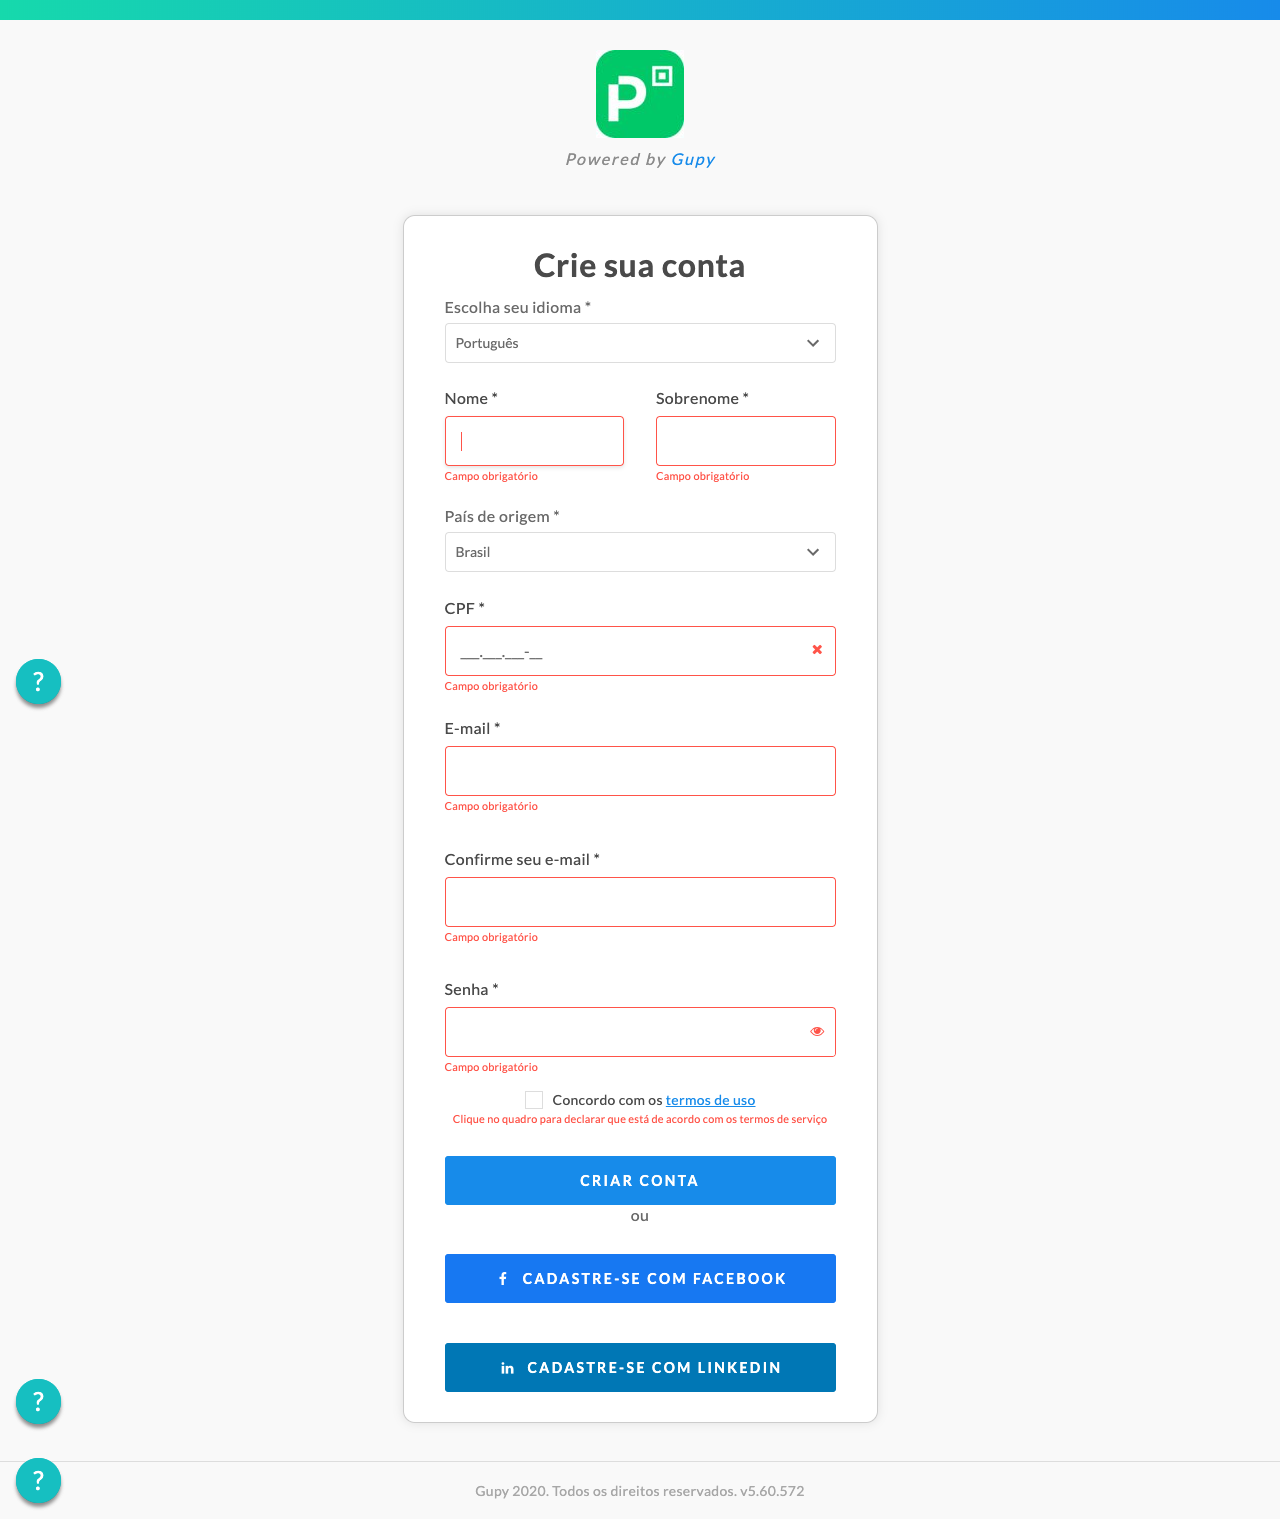 P
Powered by Gupy
Crie sua conta
Escolha seu idioma *
Português
Nome *
Sobrenome *
Campo obrigatório
Campo obrigatório
País de origem *
Brasil
CPF *
___.___.___-__
Campo obrigatório
?
E-mail *
Campo obrigatório
Confirme seu e-mail *
Campo obrigatório
Senha *
Campo obrigatório
Concordo com os termos de uso
Clique no quadro para declarar que está de acordo com os termos de serviço
CRIAR CONTA
ou
f CADASTRE-SE COM FACEBOOK
in CADASTRE-SE COM LINKEDIN
?
?
Gupy 2020. Todos os direitos reservados. v5.60.572